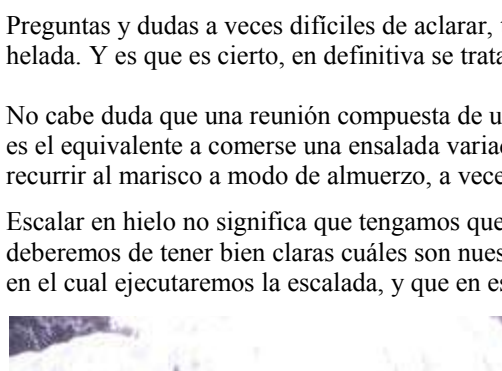 Preguntas y dudas a veces difíciles de aclarar,
helada. Y es que es cierto, en definitiva se trata
No cabe duda que una reunión compuesta de u
es el equivalente a comerse una ensalada varia
recurrir al marisco a modo de almuerzo, a vece
Escalar en hielo no significa que tengamos que
deberemos de tener bien claras cuáles son nues
en el cual ejecutaremos la escalada, y que en es